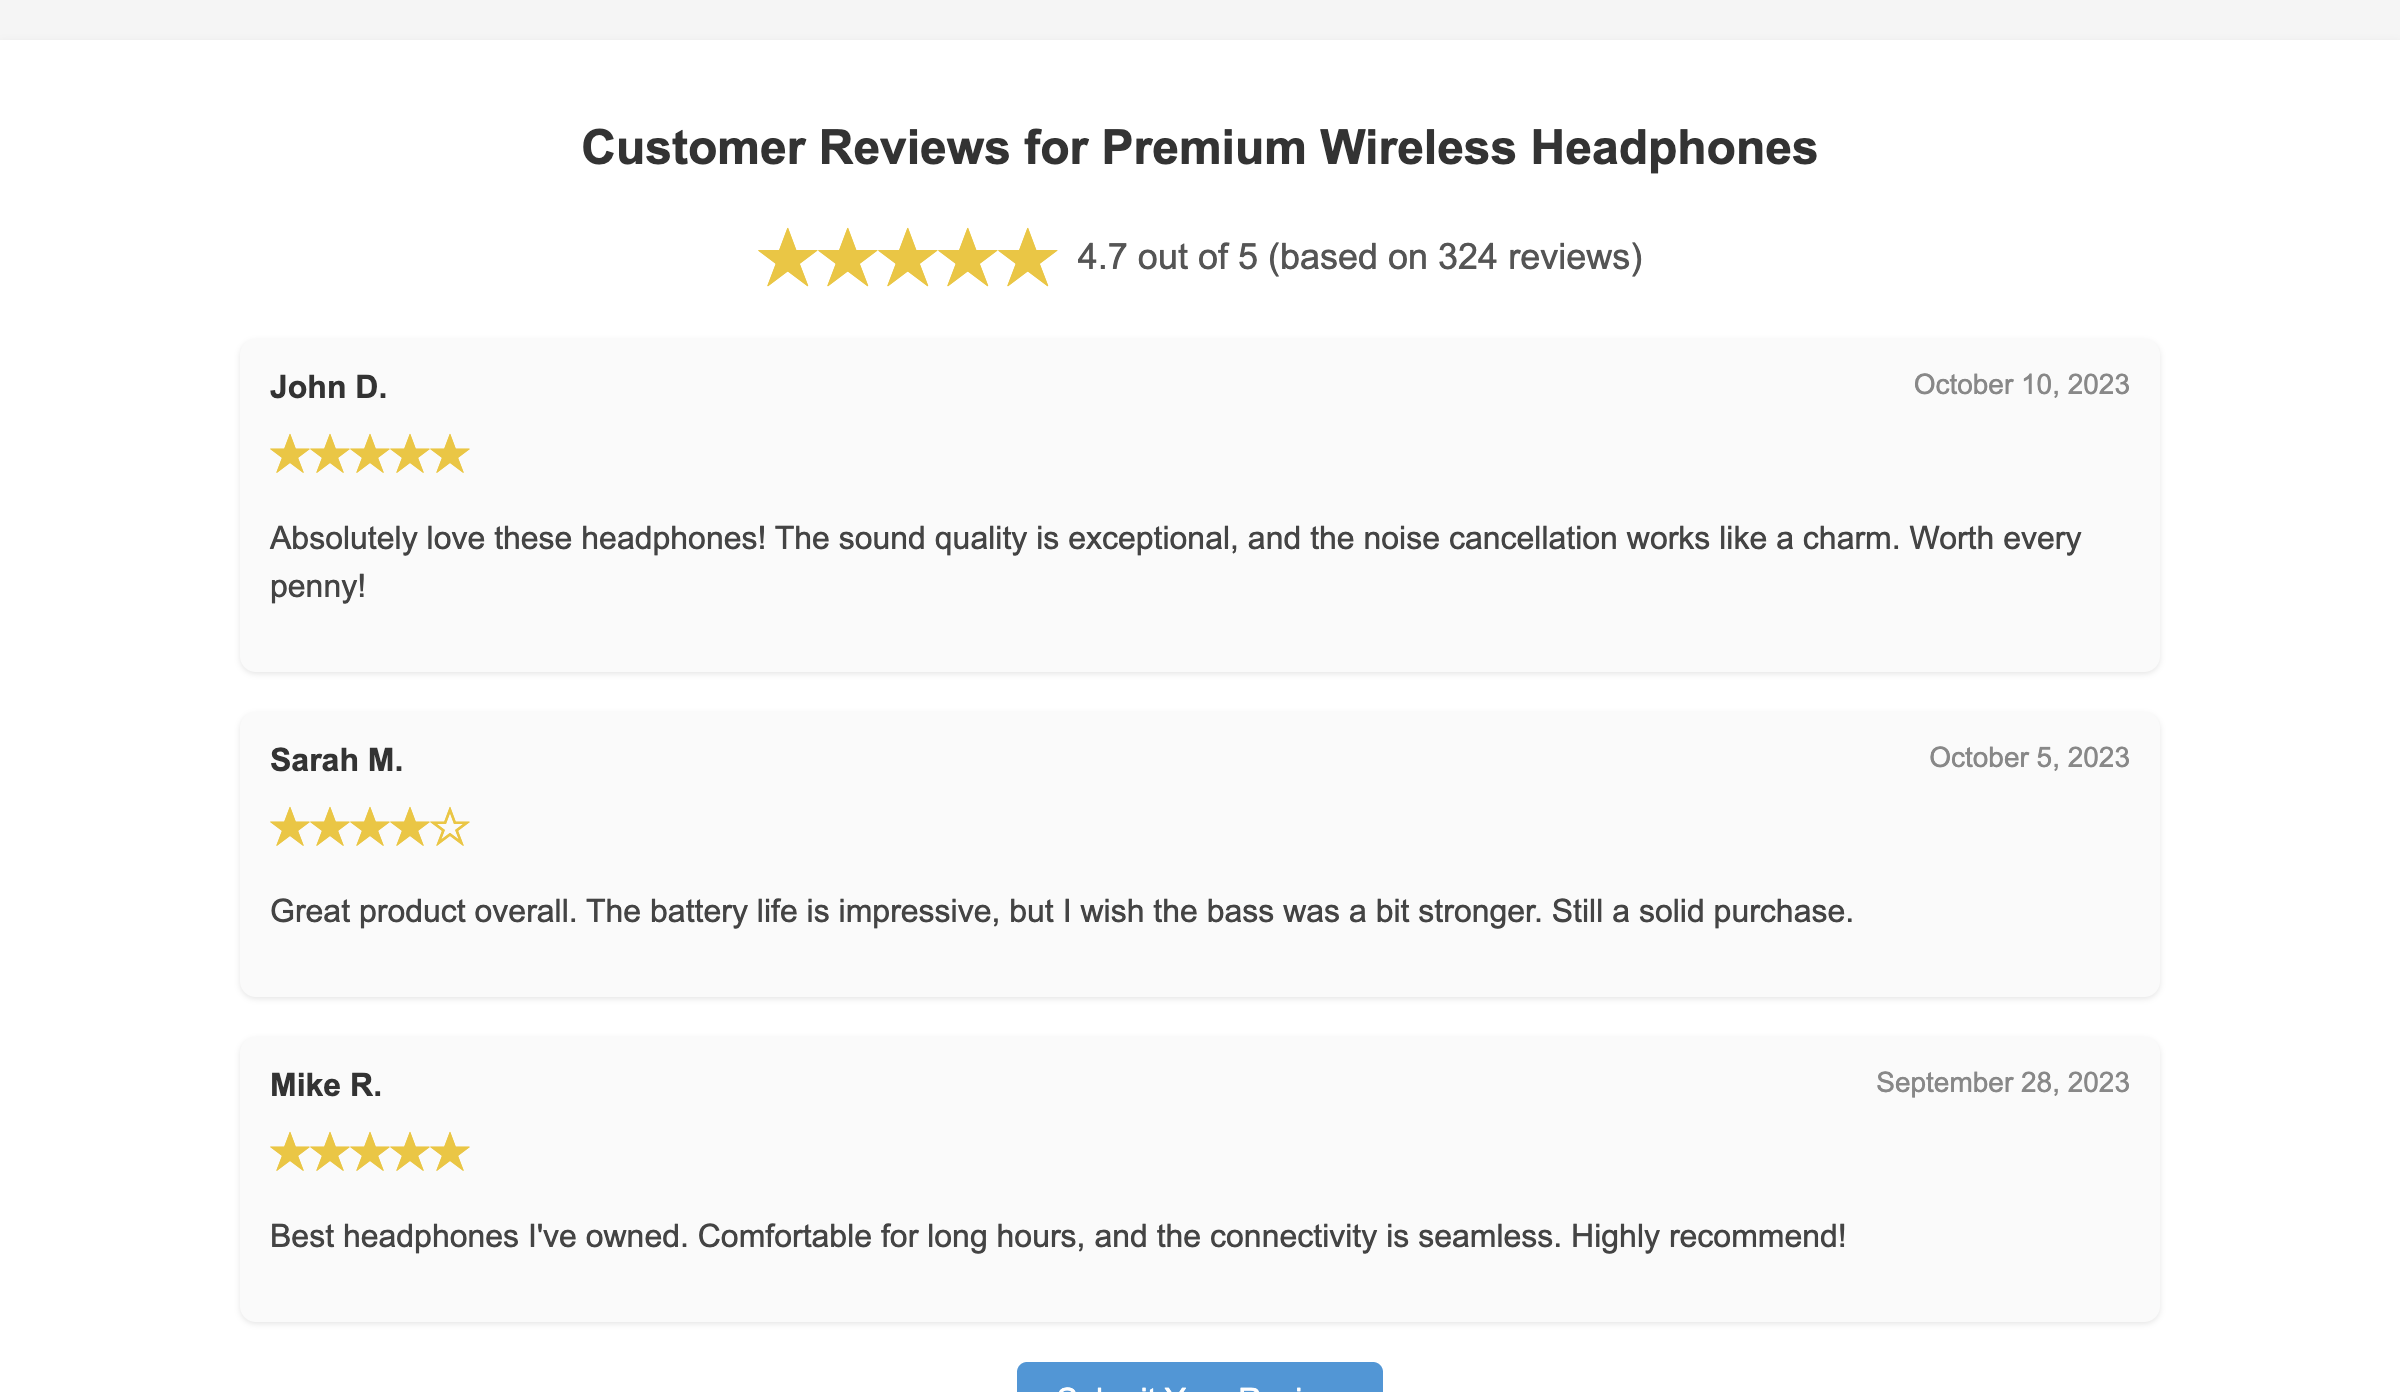 Customer Reviews for Premium Wireless Headphones
★★★★★ 4.7 out of 5 (based on 324 reviews)
John D. October 10, 2023
★★★★★
Absolutely love these headphones! The sound quality is exceptional, and the noise cancellation works like a charm. Worth every
penny!
Sarah M. October 5, 2023
★★★★☆
Great product overall. The battery life is impressive, but I wish the bass was a bit stronger. Still a solid purchase.
Mike R. September 28, 2023
★★★★★
Best headphones I've owned. Comfortable for long hours, and the connectivity is seamless. Highly recommend!
Submit Your Review